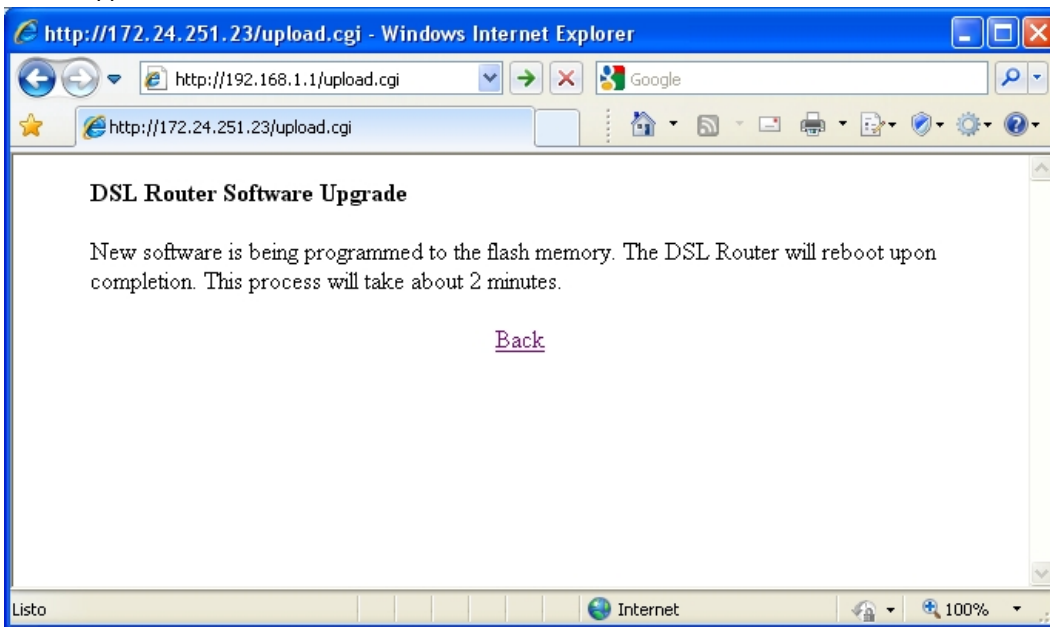 http://172.24.251.23/upload.cgi - Windows Internet Explorer
http://192.168.1.1/upload.cgi
Google
http://172.24.251.23/upload.cgi
DSL Router Software Upgrade
New software is being programmed to the flash memory. The DSL Router will reboot upon
completion. This process will take about 2 minutes.
Back
Listo
Internet
100%